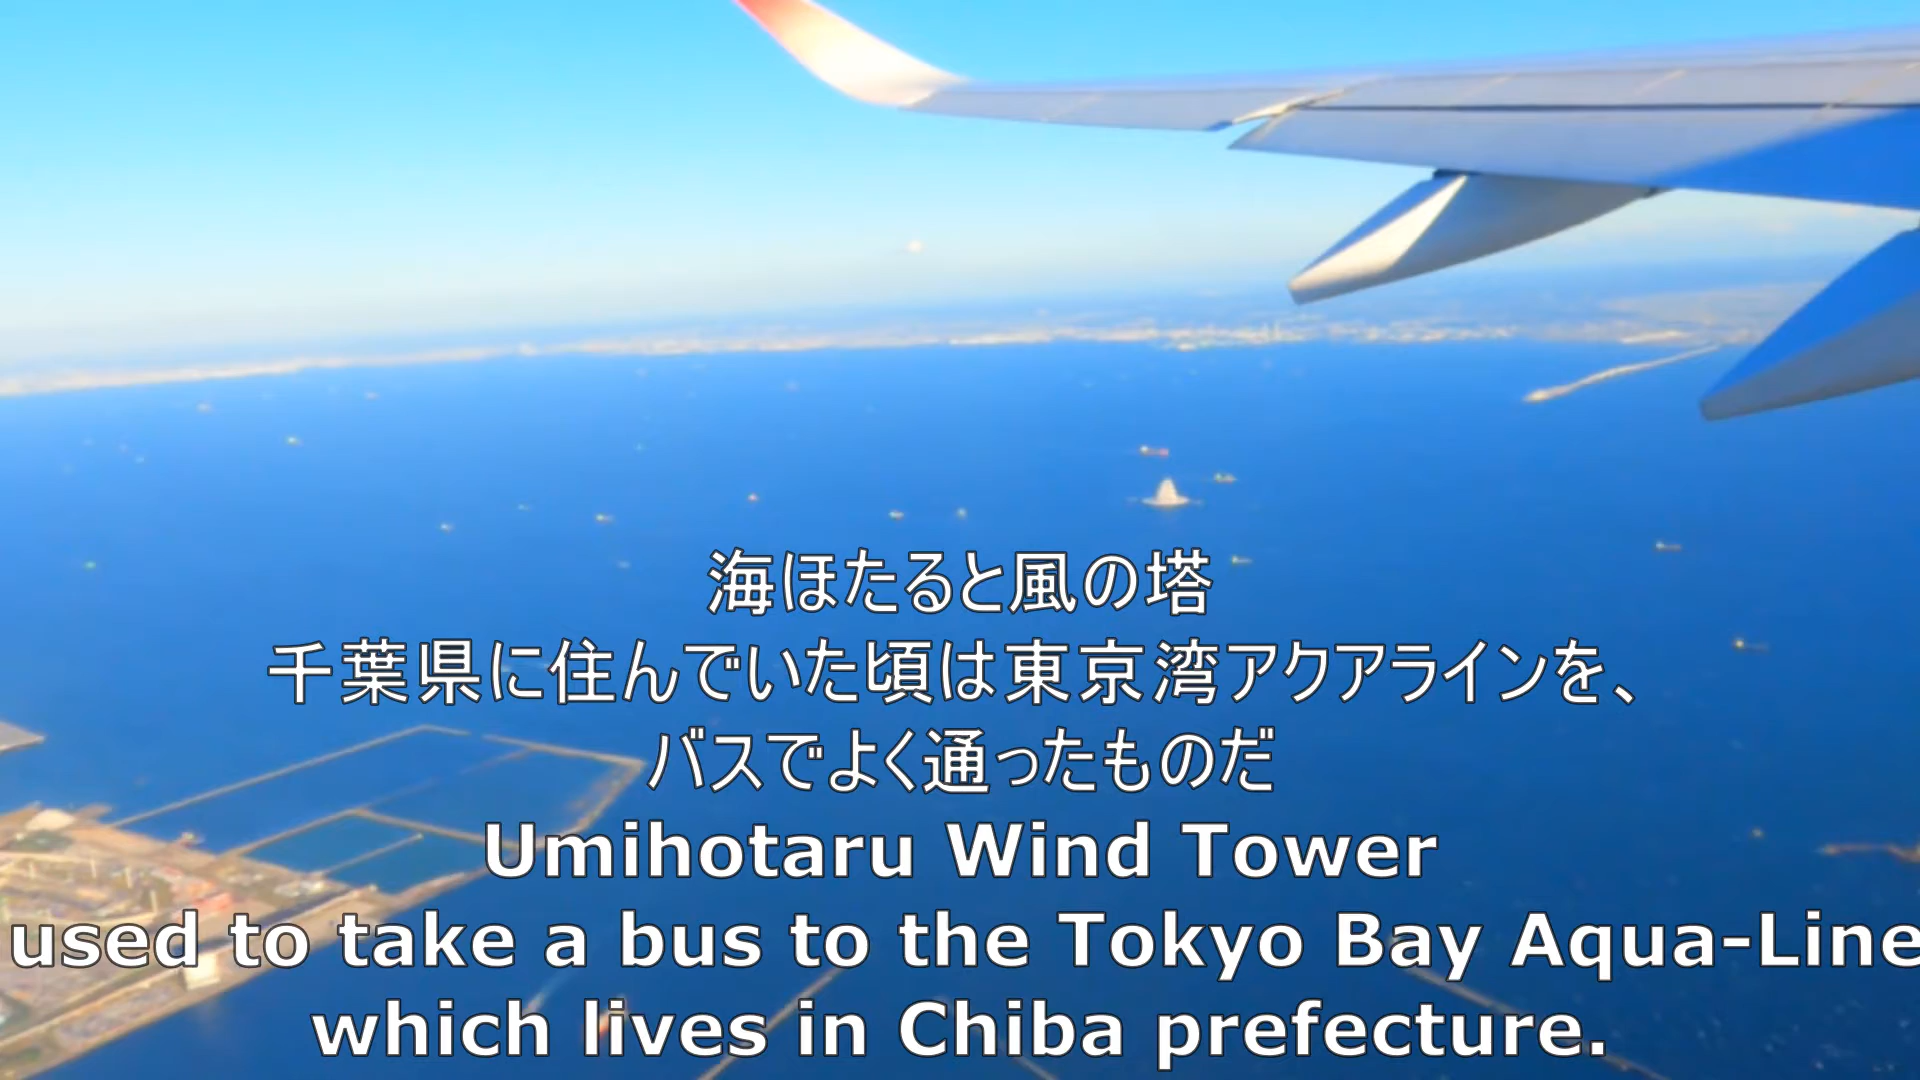 海ほたると風の塔
千葉県に住んでいた頃は東京湾アクアラインを、
バスでよく通ったものだ
Umihotaru Wind Tower
used to take a bus to the Tokyo Bay Aqua-Line
which lives in Chiba prefecture.